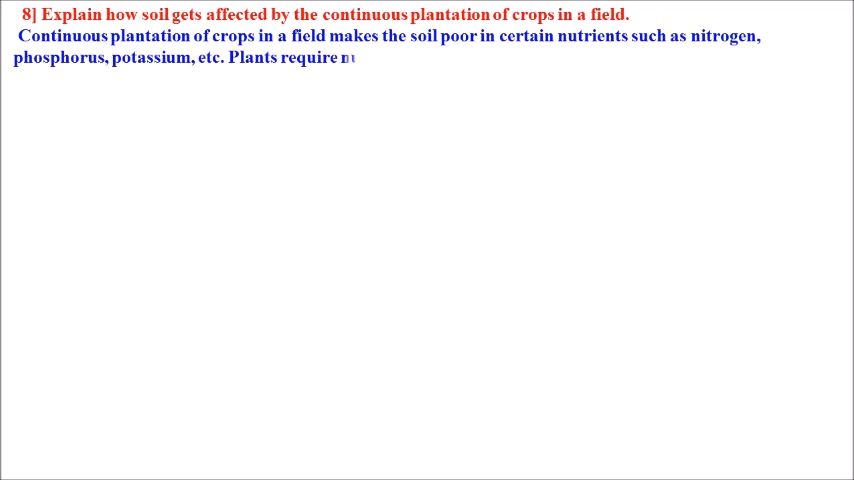 8] Explain how soil gets affected by the continuous plantation of crops in a field.
Continuous plantation of crops in a field makes the soil poor in certain nutrients such as nitrogen,
phosphorus, potassium, etc. Plants require